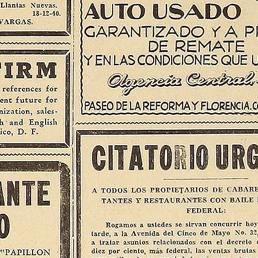 Llantas Nuevas.
18-12-40.
VARGAS.
FIRM
references for
ent future for
nization, sales-
sh and English
ico, D. F.
ANTE
O
"PAPILLON
AUTO USADO
GARANTIZADO Y A P
DE REMATE
Y EN LAS CONDICIONES QUE U
Agencia Central,
PASEO DE LA REFORMA Y FLORENCIA.
CITATORIO URG
A TODOS LOS PROPIETARIOS DE CABARE
TANTES Y RESTAURANTES CON BAILE
FEDERAL:
Rogamos a ustedes se sirvan concurrir hoy
tarde, a la Avenida del Cinco de Mayo No. 32,
a tratar asuntos relacionados con el decreto
diez por ciento, más federal, las ventas brutas